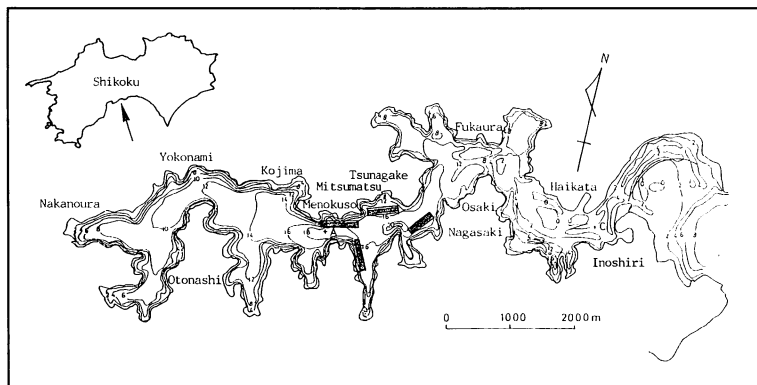 Shikoku
N
Fukaura
Yokonami
Kojima
Tsunagake
Mitsumatsu
Haikata
Nakanoura
Menokuso
Osaki
Nagasaki
Otonashi
Inoshiri
0 1000 2000 m